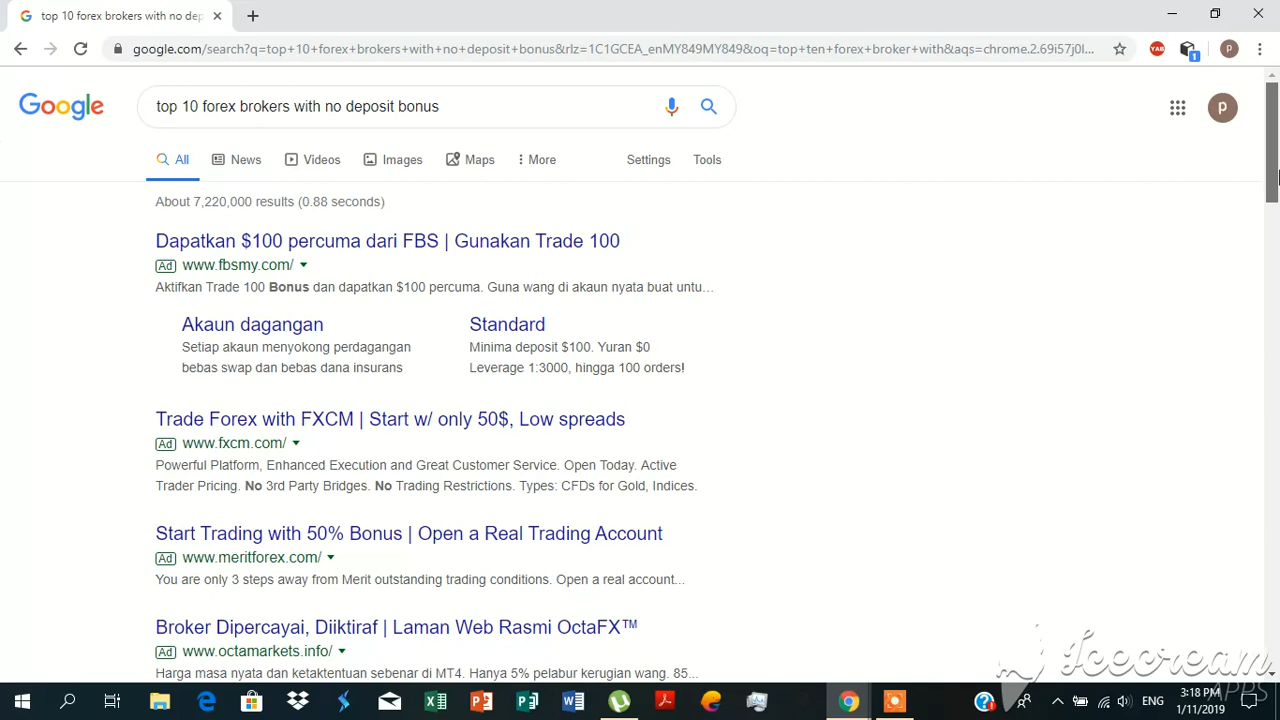 top 10 forex brokers with no dep
google.com/search?q=top+10+forex+brokers+with+no+deposit+bonus&rlz=1C1GCEA_enMY849MY849&oq=top+ten+forex+broker+with&aqs=chrome.2.69i57j0l...
YAB
1
p
Google
top 10 forex brokers with no deposit bonus
p
All
News
Videos
Images
Maps
More
Settings
Tools
About 7,220,000 results (0.88 seconds)
Dapatkan $100 percuma dari FBS | Gunakan Trade 100
Ad www.fbsmy.com/
Aktifkan Trade 100 Bonus dan dapatkan $100 percuma. Guna wang di akaun nyata buat untu...
Akaun dagangan
Setiap akaun menyokong perdagangan
bebas swap dan bebas dana insurans
Standard
Minima deposit $100. Yuran $0
Leverage 1:3000, hingga 100 orders!
Trade Forex with FXCM | Start w/ only 50$, Low spreads
Ad www.fxcm.com/
Powerful Platform, Enhanced Execution and Great Customer Service. Open Today. Active
Trader Pricing. No 3rd Party Bridges. No Trading Restrictions. Types: CFDs for Gold, Indices.
Start Trading with 50% Bonus | Open a Real Trading Account
Ad www.meritforex.com/
You are only 3 steps away from Merit outstanding trading conditions. Open a real account...
Broker Dipercayai, Diiktiraf | Laman Web Rasmi OctaFX™
Ad www.octamarkets.info/
Harga masa nyata dan ketaktentuan sebenar di MT4. Hanya 5% pelabur kerugian wang. 85...
Icecream
APPS
ENG
3:18 PM
1/11/2019